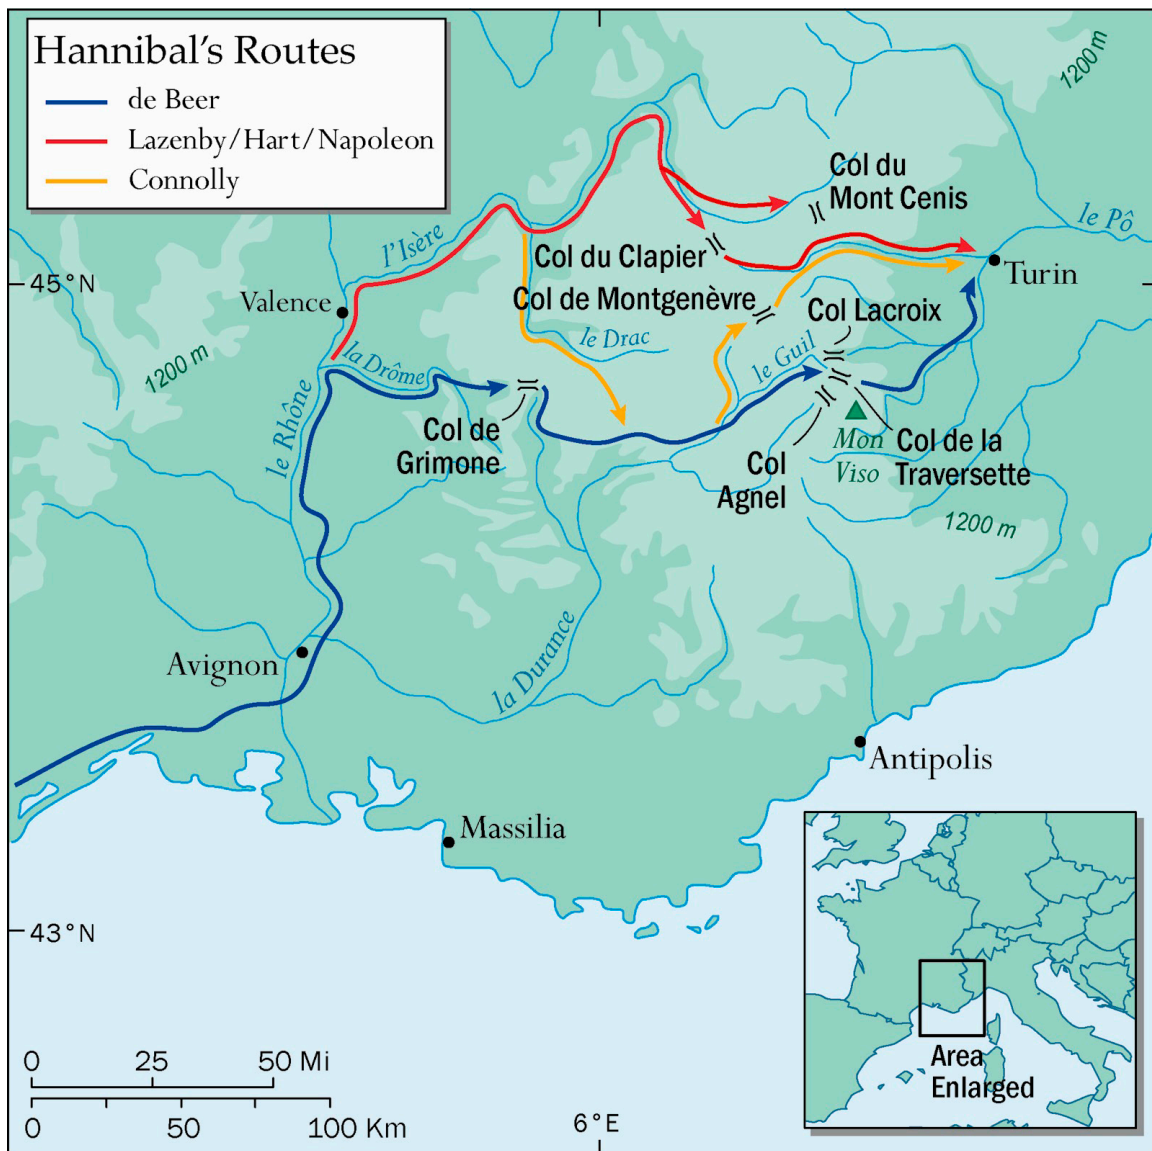 Hannibal's Routes
de Beer
Lazenby/Hart/Napoleon
Connolly
1200 m
Col du
Mont Cenis
le Pô
l'Isère
Col du Clapier
Turin
45°N
Valence
Col de Montgenèvre
Col Lacroix
le Drac
la Drôme
le Guil
1200 m
le Rhône
Col de
Grimone
Mon
Viso
Col de la
Traversette
Col
Agnel
1200 m
la Durance
Avignon
Antipolis
Massilia
43°N
0 25 50 Mi
0 50 100 Km
6°E
Area
Enlarged